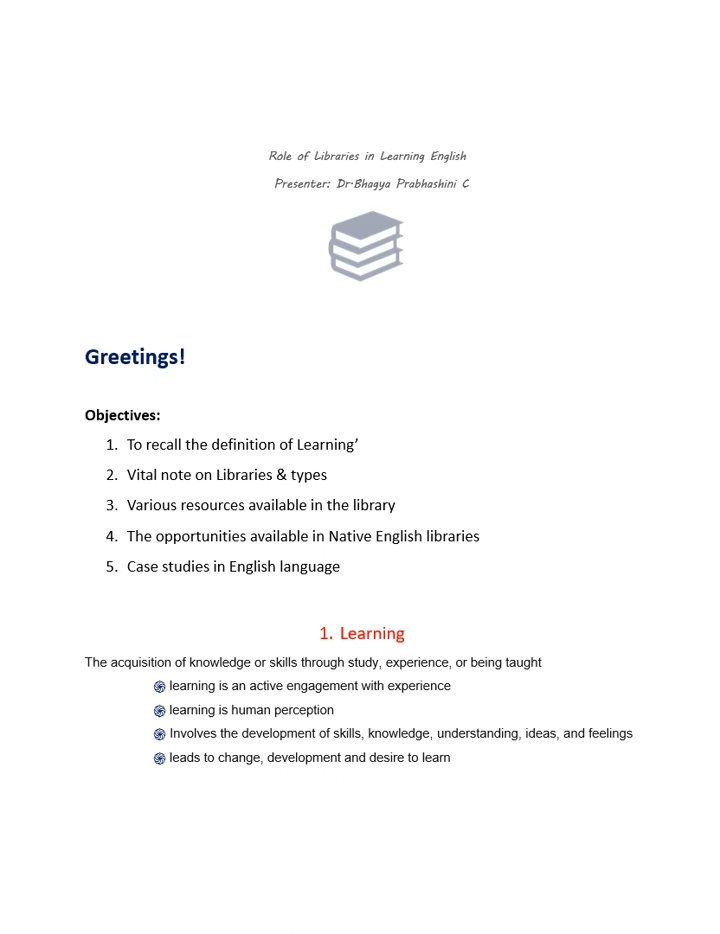 Role of Libraries in Learning English
Presenter: Dr.Bhagya Prabhashini C
Greetings!
Objectives:
1. To recall the definition of Learning’
2. Vital note on Libraries & types
3. Various resources available in the library
4. The opportunities available in Native English libraries
5. Case studies in English language
1. Learning
The acquisition of knowledge or skills through study, experience, or being taught
learning is an active engagement with experience
learning is human perception
Involves the development of skills, knowledge, understanding, ideas, and feelings
leads to change, development and desire to learn